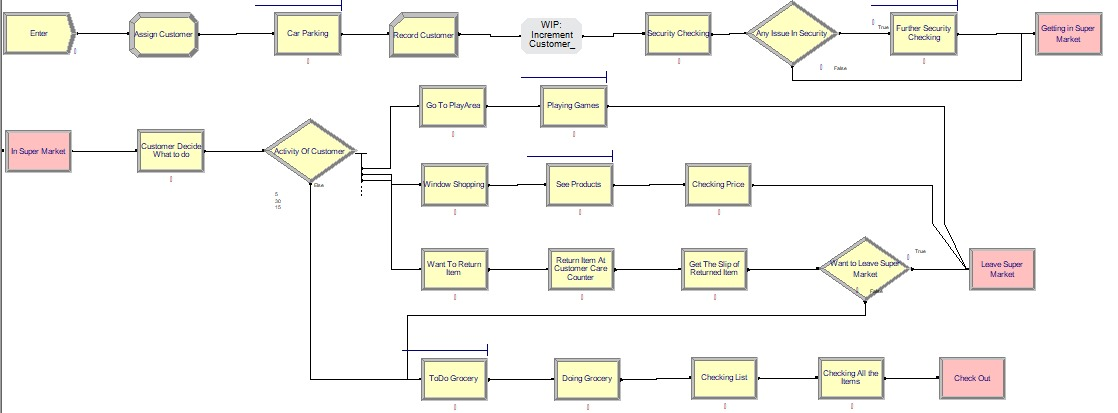 Enter
Assign Customer
Car Parking
Record Customer
WIP:
Increment
Customer_
Security Checking
Any Issue In Security
True
False
Further Security
Checking
Getting in Super
Market
In Super Market
Customer Decide
What to do
Activity Of Customer
Else
5
30
15
Go To PlayArea
Playing Games
Window Shopping
See Products
Checking Price
Want To Return
Item
Return Item At
Customer Care
Counter
Get The Slip of
Returned Item
Want to Leave Super
Market
True
False
Leave Super
Market
ToDo Grocery
Doing Grocery
Checking List
Checking All the
Items
Check Out